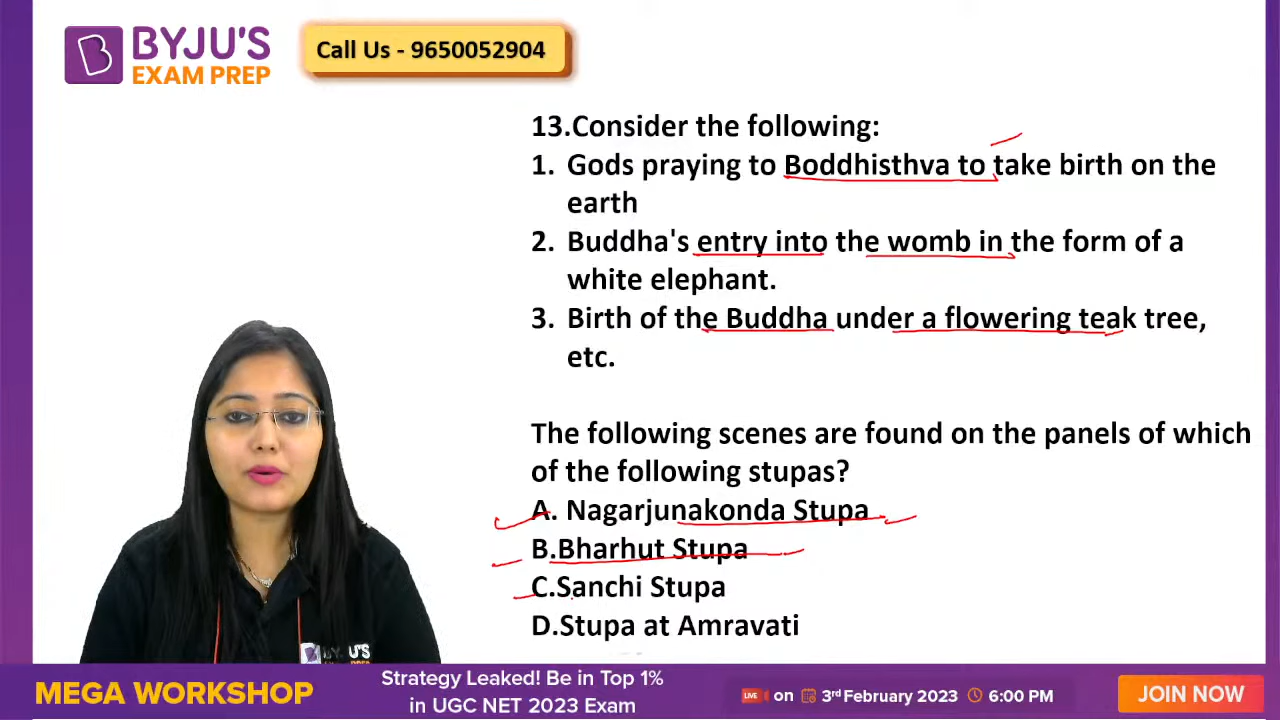 BYJU'S
EXAM PREP
Call Us - 9650052904
13.Consider the following:
1. Gods praying to Boddhisthva to take birth on the
earth
2. Buddha's entry into the womb in the form of a
white elephant.
3. Birth of the Buddha under a flowering teak tree,
etc.
The following scenes are found on the panels of which
of the following stupas?
A. Nagarjunakonda Stupa
B.Bharhut Stupa
C.Sanchi Stupa
D.Stupa at Amravati
BYJU'S
MEGA WORKSHOP
Strategy Leaked! Be in Top 1%
in UGC NET 2023 Exam
LIVE on 3rd February 2023 6:00 PM
JOIN NOW